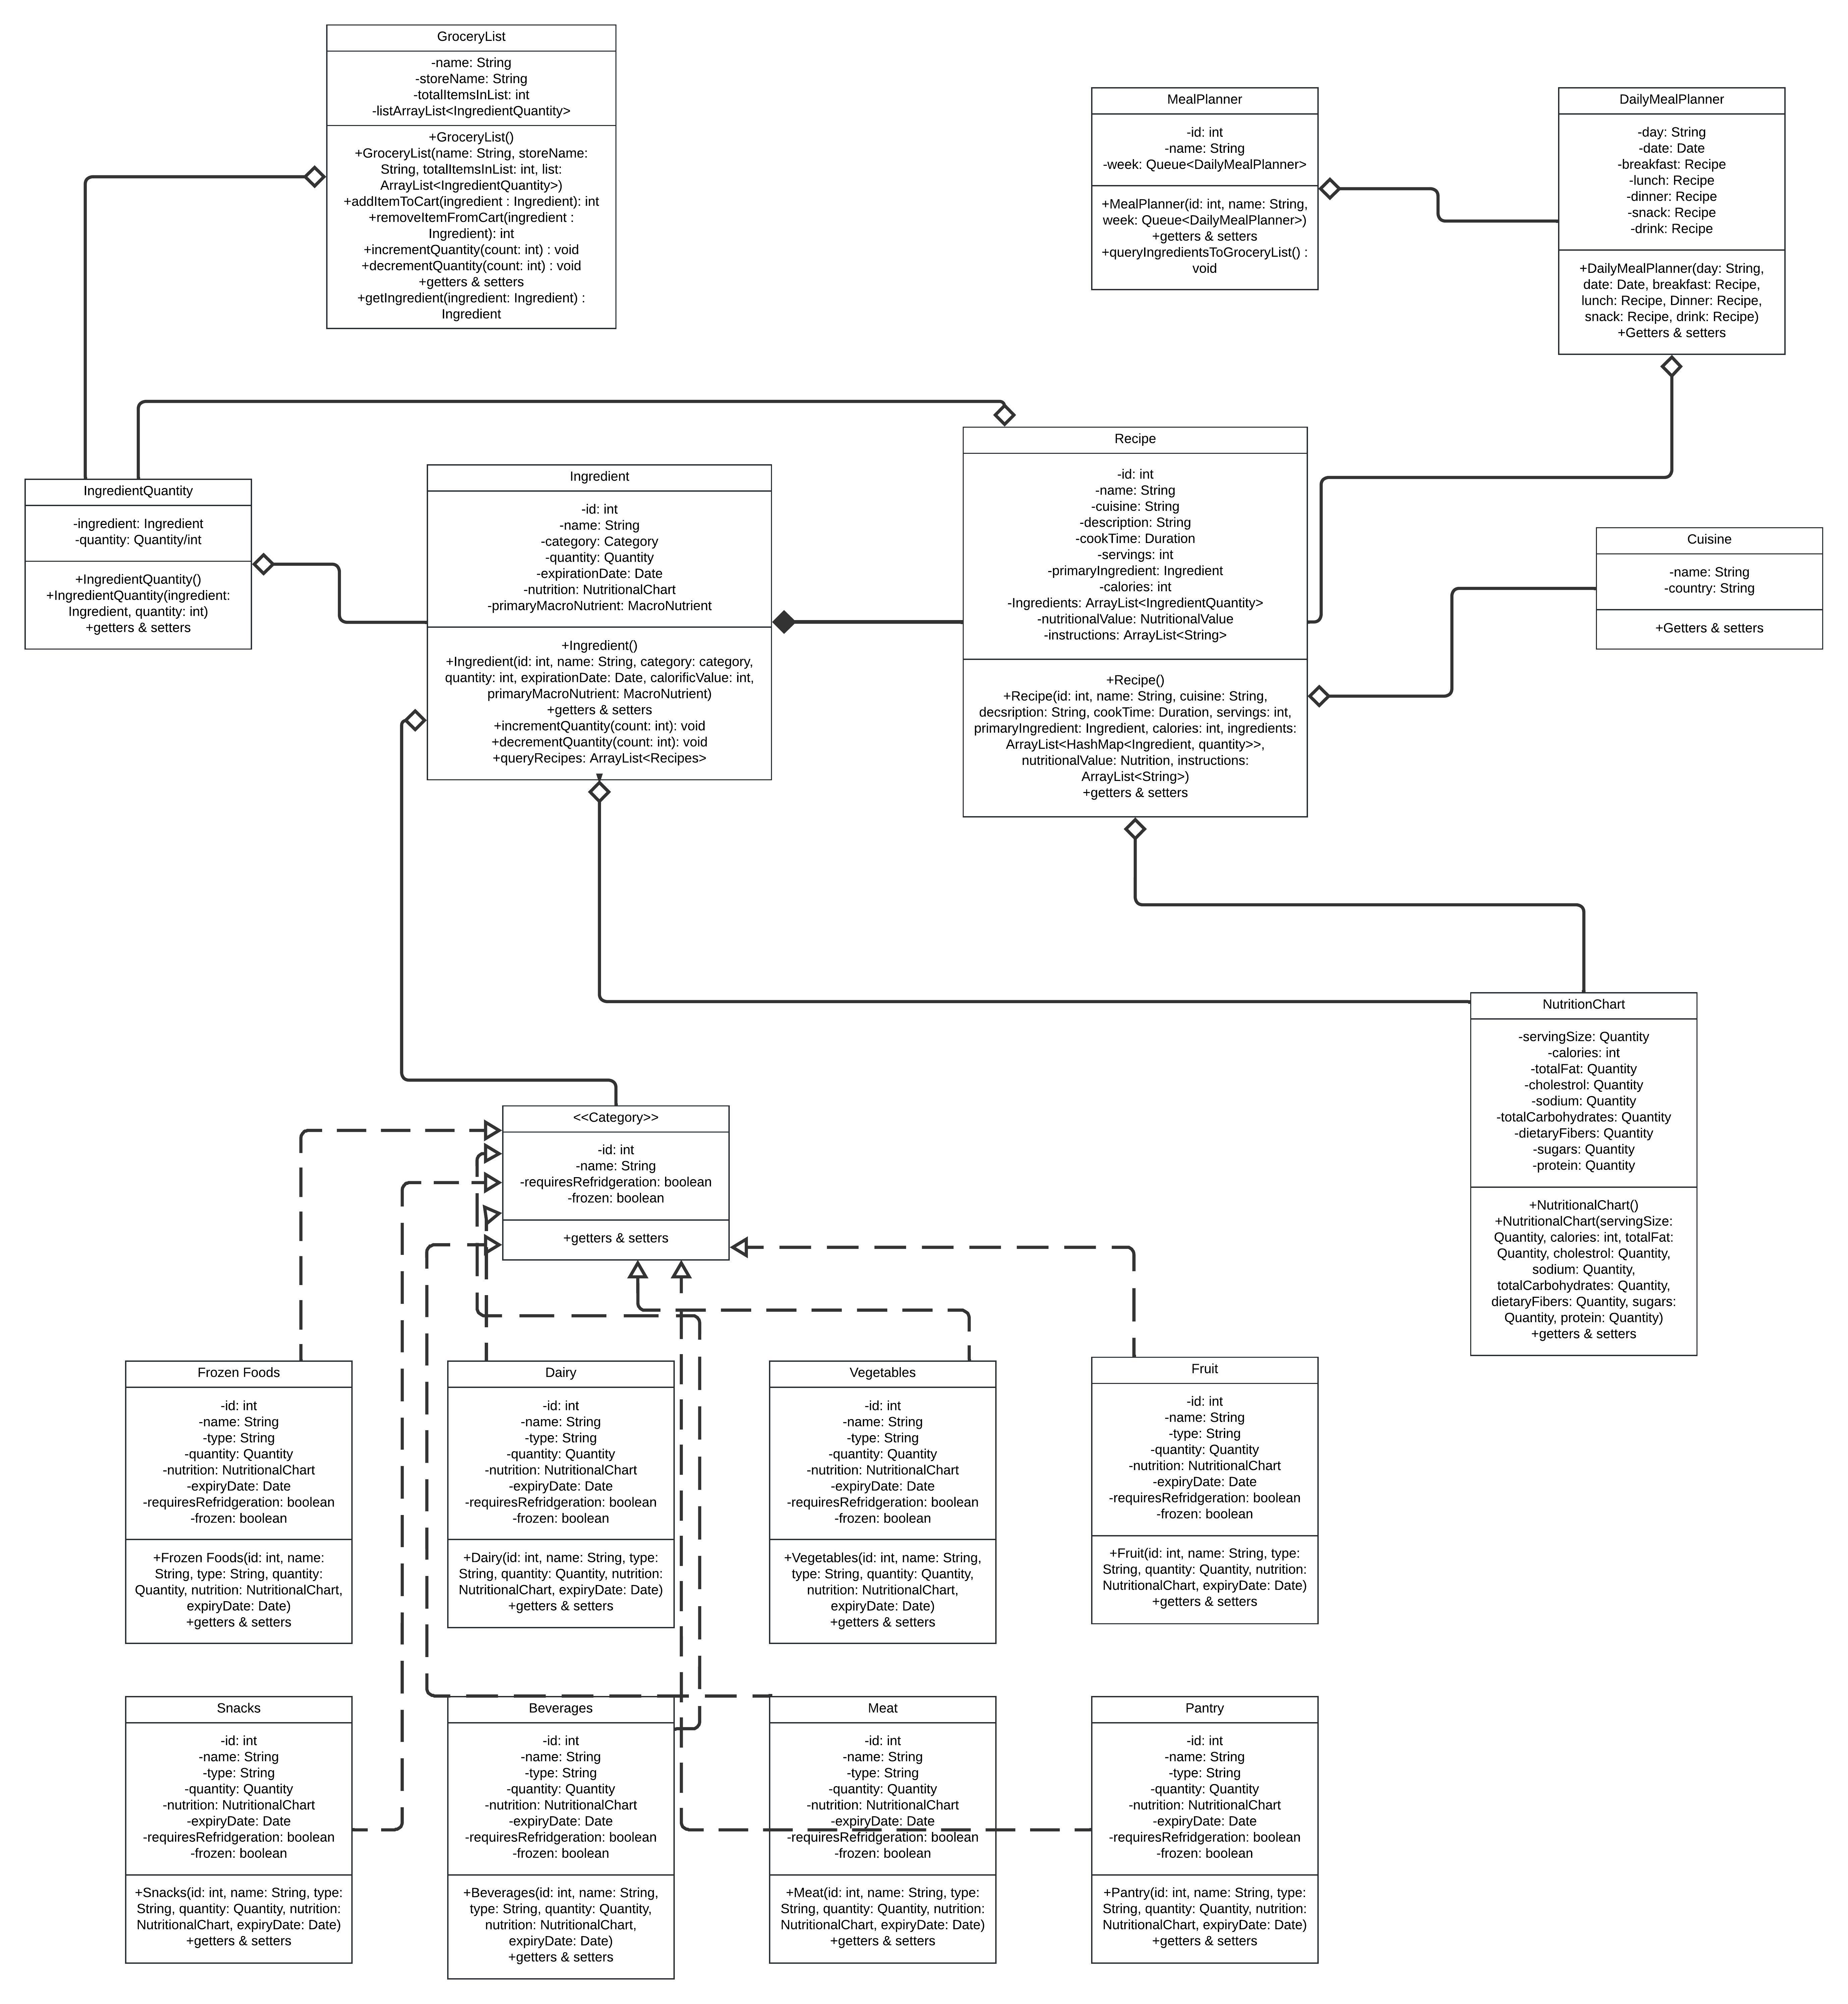 GroceryList
-name: String
-storeName: String
-totalItemsInList: int
-listArrayList<IngredientQuantity>
+GroceryList()
+GroceryList(name: String, storeName:
String, totalItemsInList: int, list:
ArrayList<IngredientQuantity>)
+addItemToCart(ingredient : Ingredient): int
+removeItemFromCart(ingredient :
Ingredient): int
+incrementQuantity(count: int) : void
+decrementQuantity(count: int) : void
+getters & setters
+getIngredient(ingredient: Ingredient) :
Ingredient
MealPlanner
-id: int
-name: String
-week: Queue<DailyMealPlanner>
+MealPlanner(id: int, name: String,
week: Queue<DailyMealPlanner>)
+getters & setters
+queryIngredientsToGroceryList() :
void
DailyMealPlanner
-day: String
-date: Date
-breakfast: Recipe
-lunch: Recipe
-dinner: Recipe
-snack: Recipe
-drink: Recipe
+DailyMealPlanner(day: String,
date: Date, breakfast: Recipe,
lunch: Recipe, Dinner: Recipe,
snack: Recipe, drink: Recipe)
+Getters & setters
IngredientQuantity
-ingredient: Ingredient
-quantity: Quantity/int
+IngredientQuantity()
+IngredientQuantity(ingredient:
Ingredient, quantity: int)
+getters & setters
Ingredient
-id: int
-name: String
-category: Category
-quantity: Quantity
-expirationDate: Date
-nutrition: NutritionalChart
-primaryMacroNutrient: MacroNutrient
+Ingredient()
+Ingredient(id: int, name: String, category: category,
quantity: int, expirationDate: Date, calorificValue: int,
primaryMacroNutrient: MacroNutrient)
+getters & setters
+incrementQuantity(count: int): void
+decrementQuantity(count: int): void
+queryRecipes: ArrayList<Recipes>
Recipe
-id: int
-name: String
-cuisine: String
-description: String
-cookTime: Duration
-servings: int
-primaryIngredient: Ingredient
-calories: int
-Ingredients: ArrayList<IngredientQuantity>
-nutritionalValue: NutritionalValue
-instructions: ArrayList<String>
+Recipe()
+Recipe(id: int, name: String, cuisine: String,
decsription: String, cookTime: Duration, servings: int,
primaryIngredient: Ingredient, calories: int, ingredients:
ArrayList<HashMap<Ingredient, quantity>>,
nutritionalValue: Nutrition, instructions:
ArrayList<String>)
+getters & setters
Cuisine
-name: String
-country: String
+Getters & setters
NutritionChart
-servingSize: Quantity
-calories: int
-totalFat: Quantity
-cholestrol: Quantity
-sodium: Quantity
-totalCarbohydrates: Quantity
-dietaryFibers: Quantity
-sugars: Quantity
-protein: Quantity
+NutritionalChart()
+NutritionalChart(servingSize:
Quantity, calories: int, totalFat:
Quantity, cholestrol: Quantity,
sodium: Quantity,
totalCarbohydrates: Quantity,
dietaryFibers: Quantity, sugars:
Quantity, protein: Quantity)
+getters & setters
<<Category>>
-id: int
-name: String
-requiresRefridgeration: boolean
-frozen: boolean
+getters & setters
Frozen Foods
-id: int
-name: String
-type: String
-quantity: Quantity
-nutrition: NutritionalChart
-expiryDate: Date
-requiresRefridgeration: boolean
-frozen: boolean
+Frozen Foods(id: int, name:
String, type: String, quantity:
Quantity, nutrition: NutritionalChart,
expiryDate: Date)
+getters & setters
Dairy
-id: int
-name: String
-type: String
-quantity: Quantity
-nutrition: NutritionalChart
-expiryDate: Date
-requiresRefridgeration: boolean
-frozen: boolean
+Dairy(id: int, name: String, type:
String, quantity: Quantity, nutrition:
NutritionalChart, expiryDate: Date)
+getters & setters
Vegetables
-id: int
-name: String
-type: String
-quantity: Quantity
-nutrition: NutritionalChart
-expiryDate: Date
-requiresRefridgeration: boolean
-frozen: boolean
+Vegetables(id: int, name: String,
type: String, quantity: Quantity,
nutrition: NutritionalChart,
expiryDate: Date)
+getters & setters
Fruit
-id: int
-name: String
-type: String
-quantity: Quantity
-nutrition: NutritionalChart
-expiryDate: Date
-requiresRefridgeration: boolean
-frozen: boolean
+Fruit(id: int, name: String, type:
String, quantity: Quantity, nutrition:
NutritionalChart, expiryDate: Date)
+getters & setters
Snacks
-id: int
-name: String
-type: String
-quantity: Quantity
-nutrition: NutritionalChart
-expiryDate: Date
-requiresRefridgeration: boolean
-frozen: boolean
+Snacks(id: int, name: String, type:
String, quantity: Quantity, nutrition:
NutritionalChart, expiryDate: Date)
+getters & setters
Beverages
-id: int
-name: String
-type: String
-quantity: Quantity
-nutrition: NutritionalChart
-expiryDate: Date
-requiresRefridgeration: boolean
-frozen: boolean
+Beverages(id: int, name: String,
type: String, quantity: Quantity,
nutrition: NutritionalChart,
expiryDate: Date)
+getters & setters
Meat
-id: int
-name: String
-type: String
-quantity: Quantity
-nutrition: NutritionalChart
-expiryDate: Date
-requiresRefridgeration: boolean
-frozen: boolean
+Meat(id: int, name: String, type:
String, quantity: Quantity, nutrition:
NutritionalChart, expiryDate: Date)
+getters & setters
Pantry
-id: int
-name: String
-type: String
-quantity: Quantity
-nutrition: NutritionalChart
-expiryDate: Date
-requiresRefridgeration: boolean
-frozen: boolean
+Pantry(id: int, name: String, type:
String, quantity: Quantity, nutrition:
NutritionalChart, expiryDate: Date)
+getters & setters